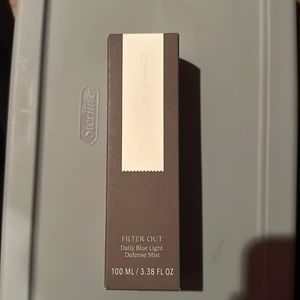 Sterilite
FILTER OUT
Daily Blue Light
Defense Mist
100 ML / 3.38 FL OZ